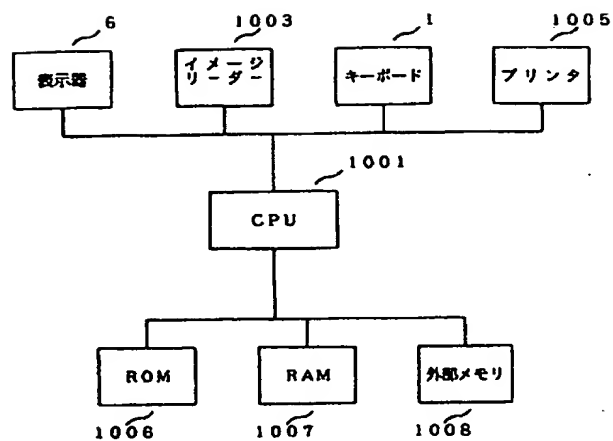 6
1003
1
1005
表示器
イメージ
リーダー
キーボード
プリンタ
1001
CPU
ROM
RAM
外部メモリ
1006
1007
1008